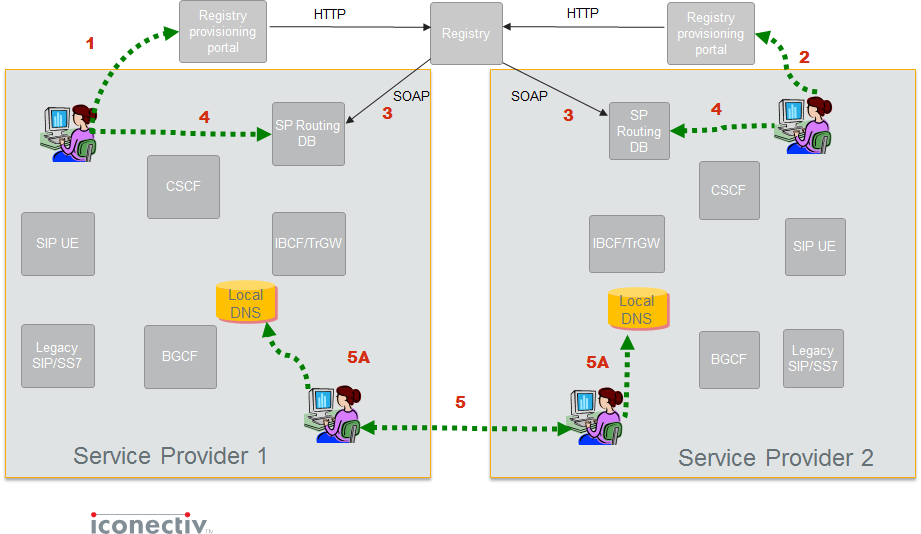 HTTP
HTTP
Registry
provisioning
portal
Registry
Registry
provisioning
portal
1
2
SOAP
SOAP
3
3
4
4
SP Routing
DB
SP
Routing
DB
CSCF
CSCF
SIP UE
IBCF/TrGW
IBCF/TrGW
SIP UE
Local
DNS
Local
DNS
Legacy
SIP/SS7
BGCF
BGCF
Legacy
SIP/SS7
5A
5A
5
Service Provider 1
Service Provider 2
iconectiv™